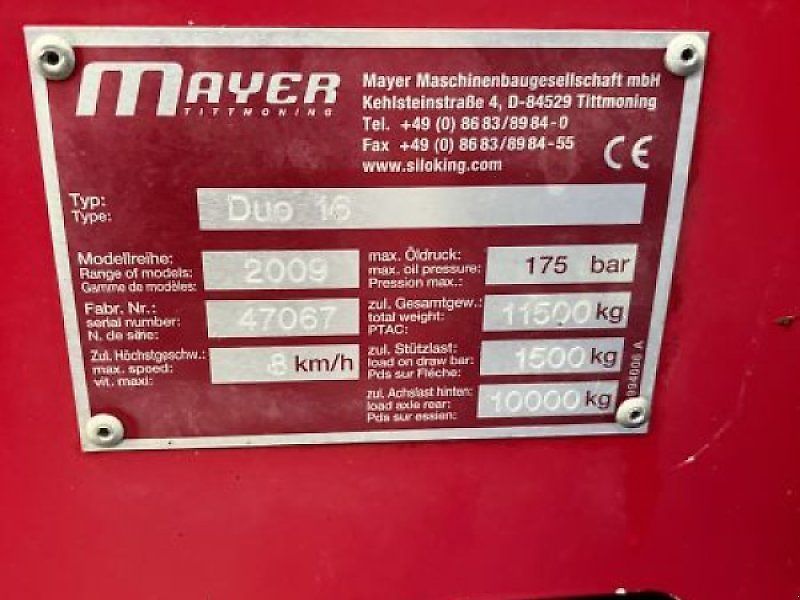 MAYER
TITTMONING
Mayer Maschinenbaugesellschaft mbH
Kehlsteinstraße 4, D-84529 Tittmoning
Tel. +49 (0) 86 83/89 84-0
Fax +49 (0) 86 83/89 84-55
www.siloking.com
CE
Typ:
Type:
Duo 16
Modellreihe:
Range of models:
Gamme de modèles:
2009
Fabr. Nr.:
serial number:
N. de série:
47067
Zul. Höchstgeschw.:
max. speed:
vit. maxi:
8 km/h
max. Öldruck:
max. oil pressure:
Pression max.:
175 bar
zul. Gesamtgew.:
total weight:
PTAC:
11500 kg
zul. Stützlast:
load on draw bar:
Pds sur Flèche:
1500 kg
zul. Achslast hinten:
load axle rear:
Pds sur essien:
10000 kg
994006 A